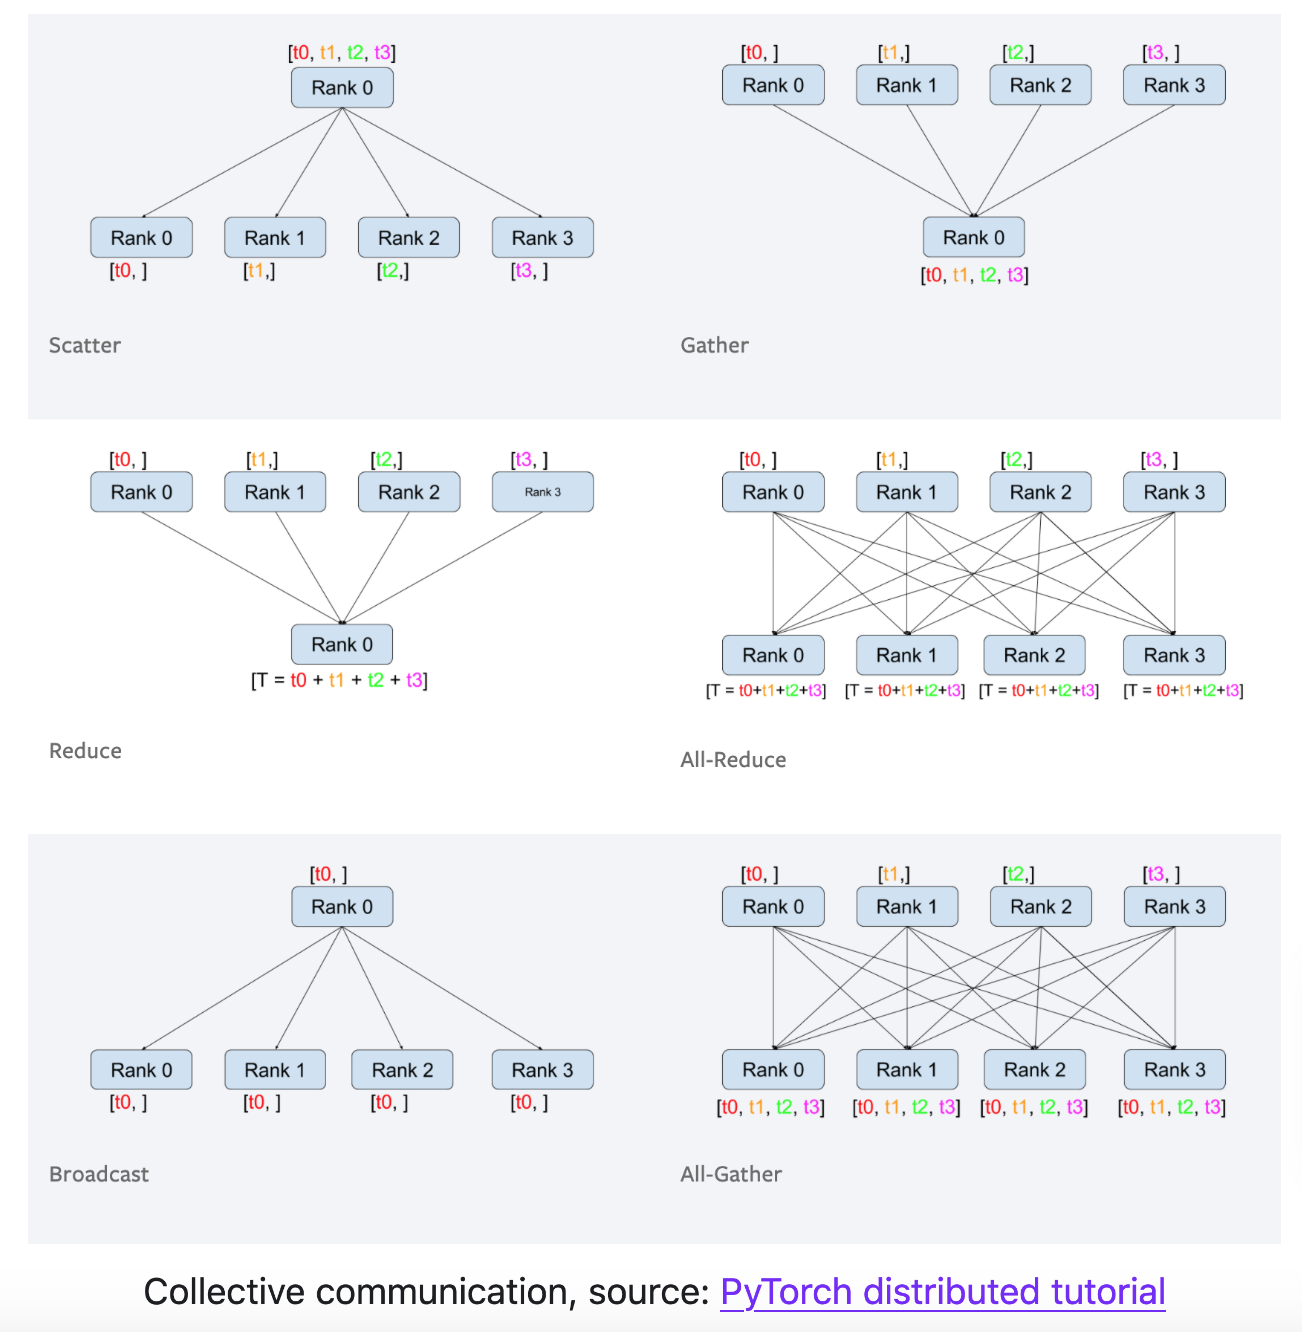 [t0, t1, t2, t3]
Rank 0
Rank 0 Rank 1 Rank 2 Rank 3
[t0, ] [t1,] [t2,] [t3, ]
Scatter
[t0, ] [t1,] [t2,] [t3, ]
Rank 0 Rank 1 Rank 2 Rank 3
Rank 0
[t0, t1, t2, t3]
Gather
[t0, ] [t1,] [t2,] [t3, ]
Rank 0 Rank 1 Rank 2 Rank 3
Rank 0
[T = t0 + t1 + t2 + t3]
Reduce
[t0, ] [t1,] [t2,] [t3, ]
Rank 0 Rank 1 Rank 2 Rank 3
Rank 0 Rank 1 Rank 2 Rank 3
[T = t0+t1+t2+t3] [T = t0+t1+t2+t3] [T = t0+t1+t2+t3] [T = t0+t1+t2+t3]
All-Reduce
[t0, ]
Rank 0
Rank 0 Rank 1 Rank 2 Rank 3
[t0, ] [t0, ] [t0, ] [t0, ]
Broadcast
[t0, ] [t1,] [t2,] [t3, ]
Rank 0 Rank 1 Rank 2 Rank 3
Rank 0 Rank 1 Rank 2 Rank 3
[t0, t1, t2, t3] [t0, t1, t2, t3] [t0, t1, t2, t3] [t0, t1, t2, t3]
All-Gather
Collective communication, source: PyTorch distributed tutorial